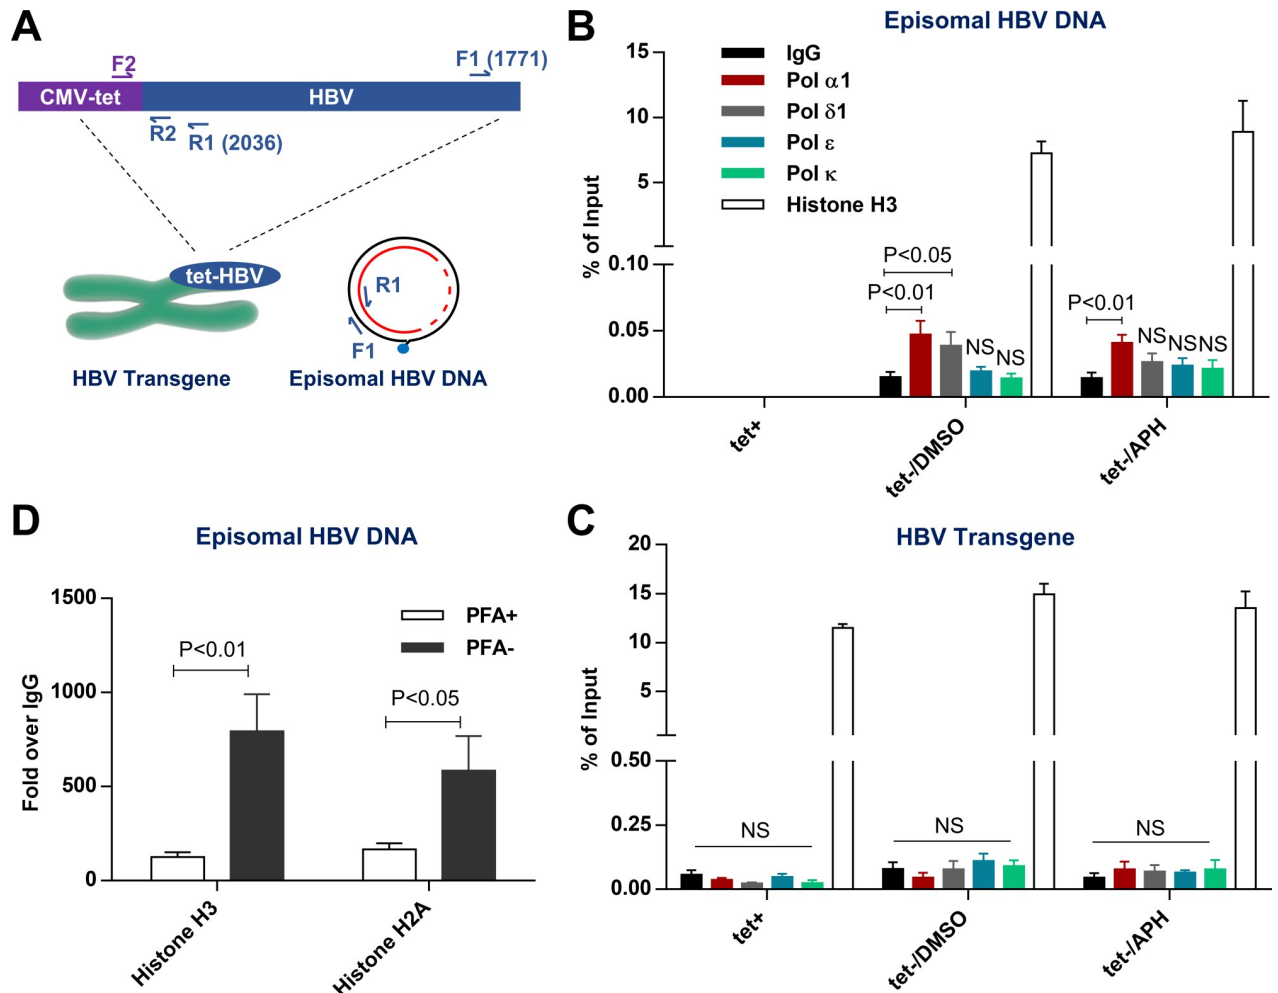 A
F2
F1 (1771)
CMV-tet
HBV
R2
R1 (2036)
tet-HBV
R1
F1
HBV Transgene
Episomal HBV DNA
B
Episomal HBV DNA
% of Input
15
10
5
0.10
0.05
0.00
IgG
Pol α1
Pol δ1
Pol ε
Pol κ
Histone H3
P<0.05
P<0.01
NS
NS
P<0.01
NS
NS
NS
tet+
tet-/DMSO
tet-/APH
D
Episomal HBV DNA
Fold over IgG
1500
1000
500
0
PFA+
PFA-
P<0.01
P<0.05
Histone H3
Histone H2A
C
HBV Transgene
% of Input
20
15
10
5
0.50
0.25
0.00
NS
NS
NS
tet+
tet-/DMSO
tet-/APH